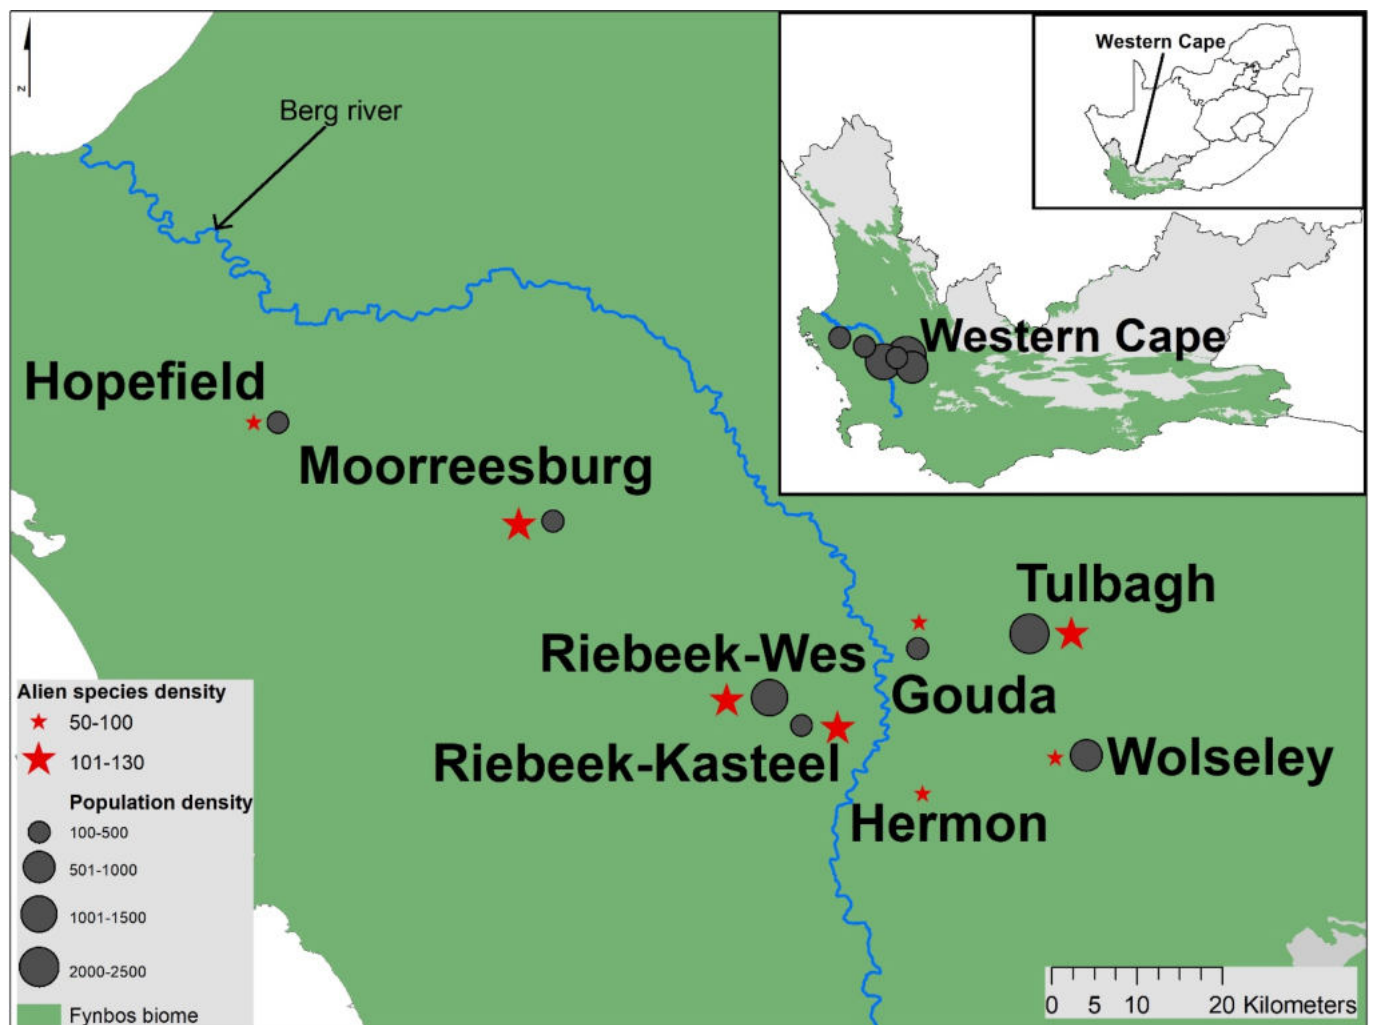 N
Berg river
Western Cape
Western Cape
Hopefield
Moorreesburg
Tulbagh
Riebeek-Wes
Gouda
Riebeek-Kasteel
Wolseley
Hermon
Alien species density
50-100
101-130
Population density
100-500
501-1000
1001-1500
2000-2500
Fynbos biome
0 5 10 20 Kilometers